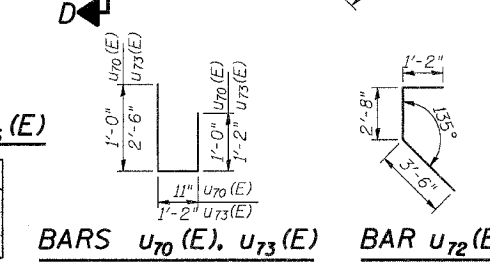 D
(E)
u70(E)
u73(E)
1'-0"
2'-6"
u70(E)
u73(E)
1'-0"
1'-2"
11" u70(E)
1'-2" u73(E)
1'-2"
2'-8"
135°
3'-6"
BARS u70(E), u73(E)
BAR u72(E